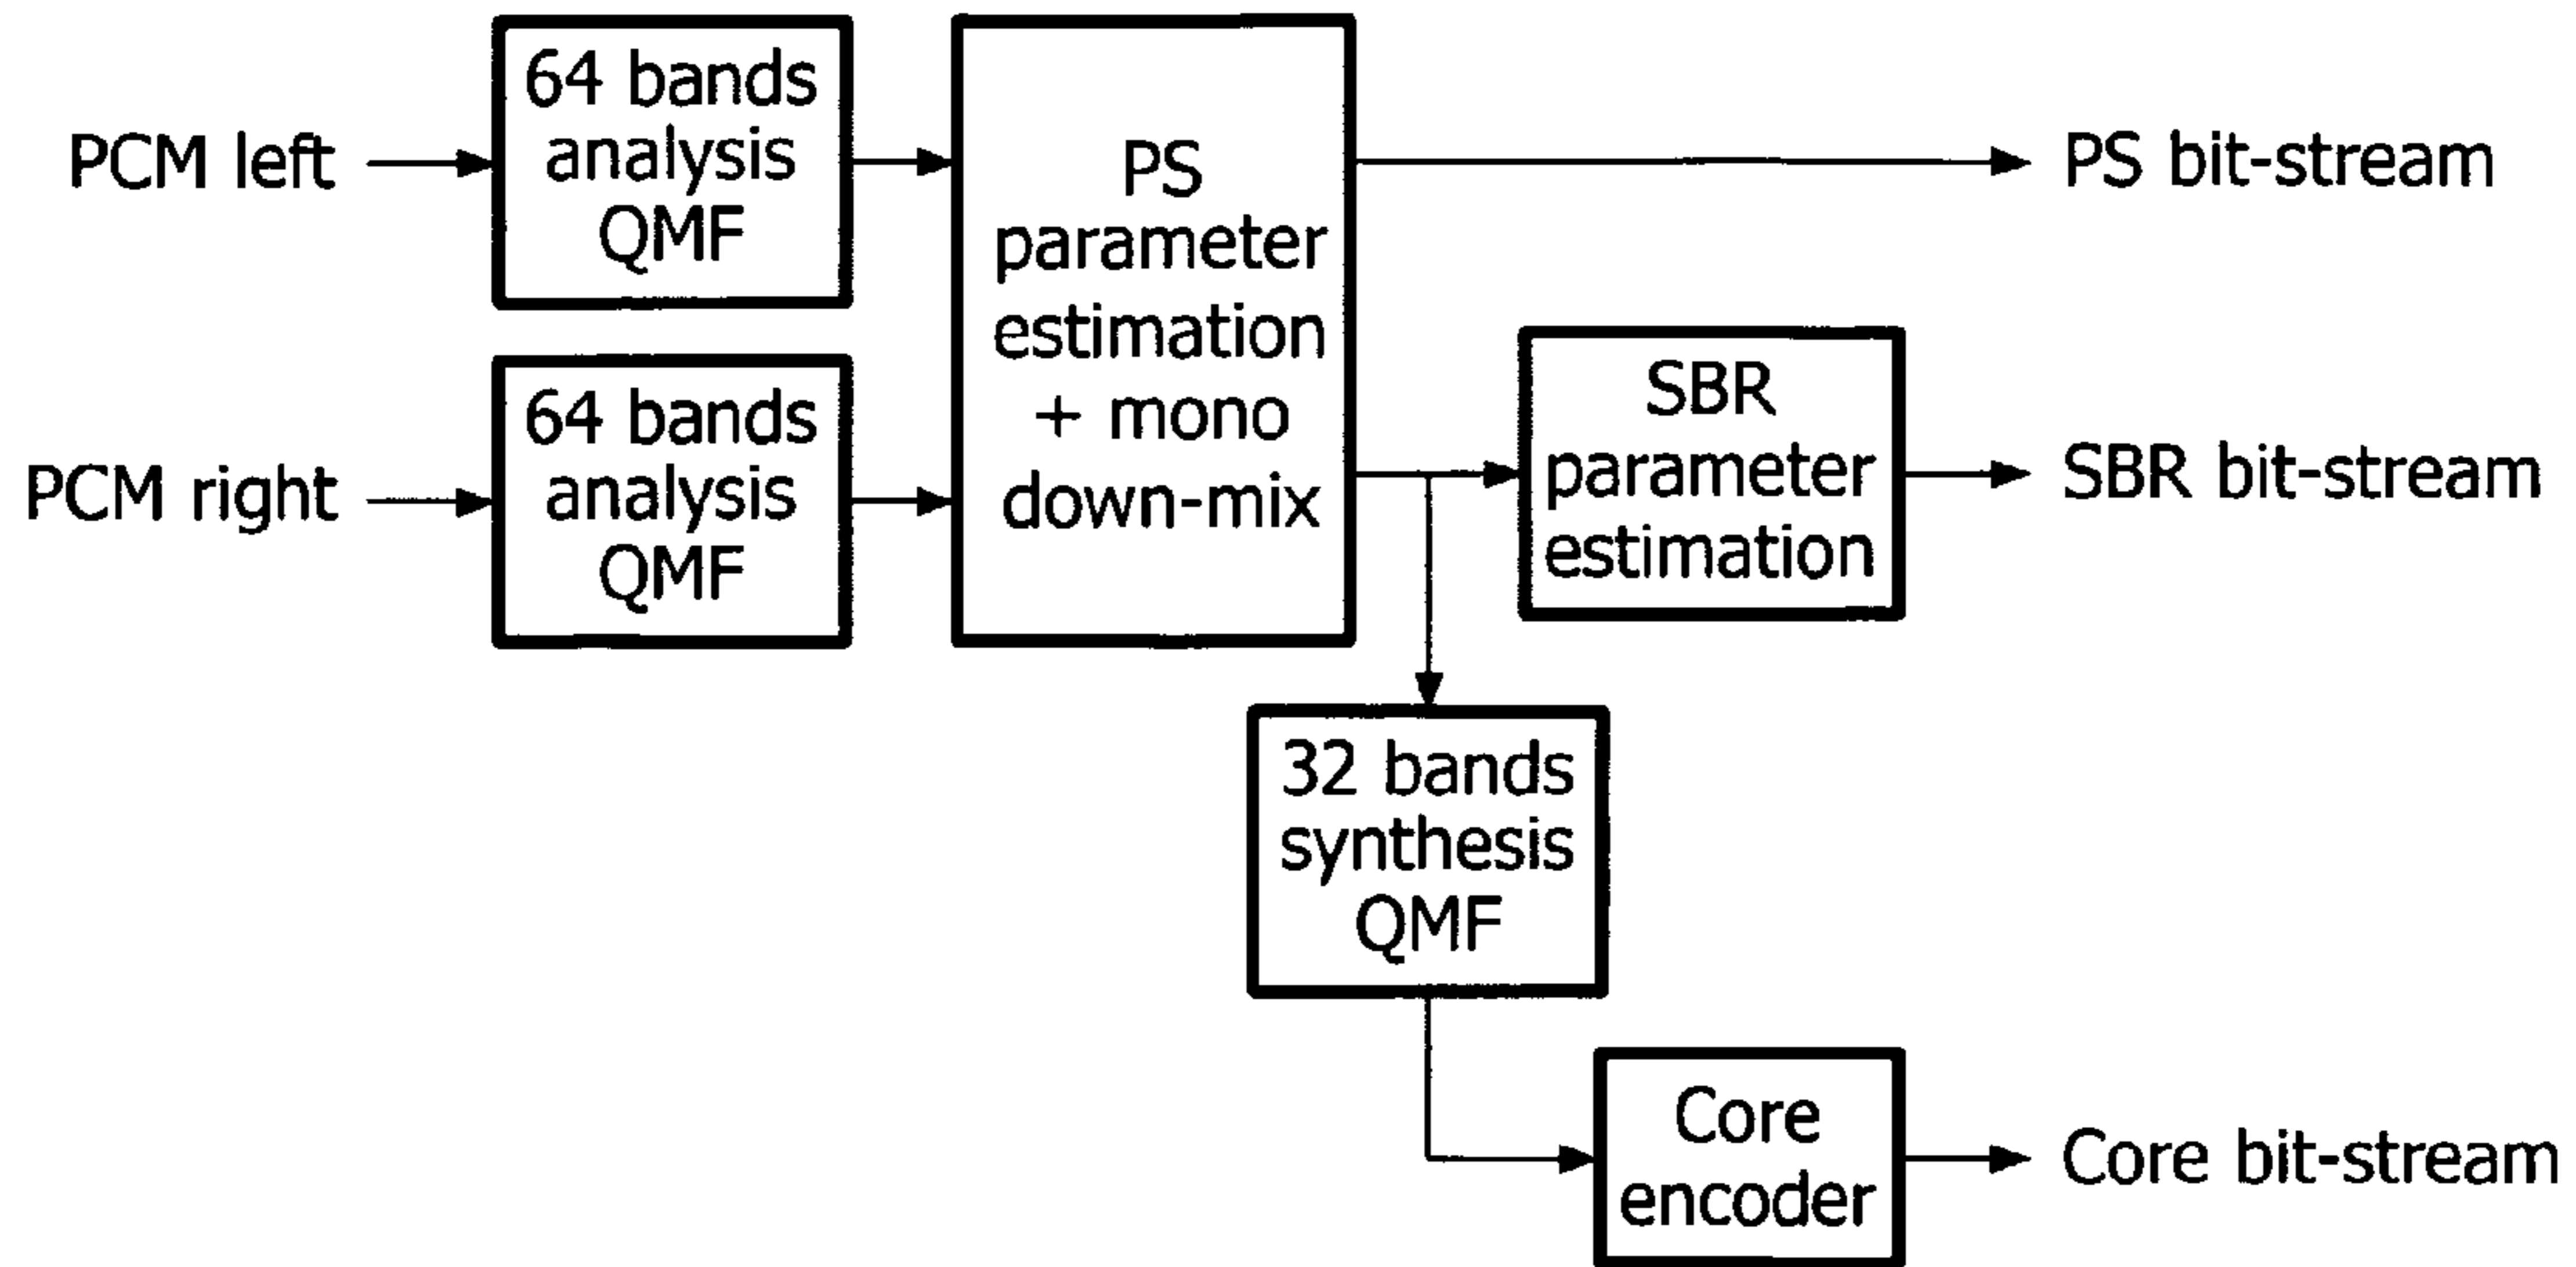 PCM left
64 bands
analysis
QMF
PCM right
64 bands
analysis
QMF
PS
parameter
estimation
+ mono
down-mix
PS bit-stream
SBR
parameter
estimation
SBR bit-stream
32 bands
synthesis
QMF
Core
encoder
Core bit-stream